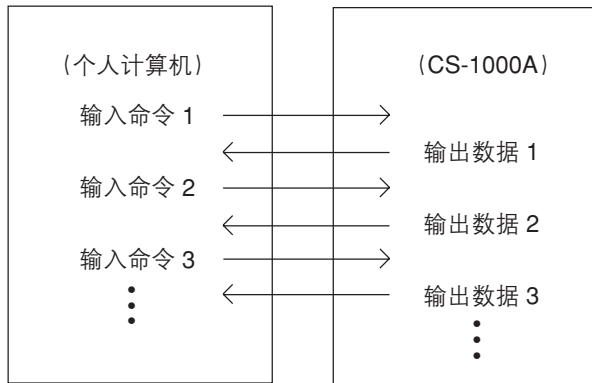 (个人计算机)
(CS-1000A)
输入命令 1
输出数据 1
输入命令 2
输出数据 2
输入命令 3
输出数据 3